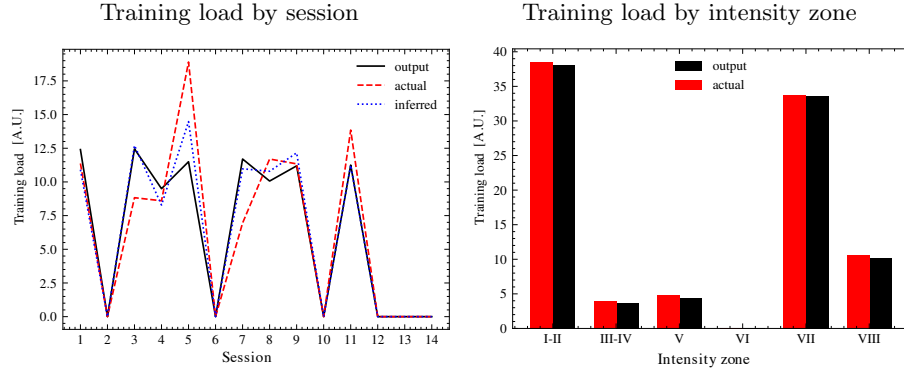 Training load by session
Training load [A.U.]
17.5
15.0
12.5
10.0
7.5
5.0
2.5
0.0
output
actual
inferred
1 2 3 4 5 6 7 8 9 10 11 12 13 14
Session
Training load by intensity zone
Training load [A.U.]
40
35
30
25
20
15
10
5
0
output
actual
I-II III-IV V VI VII VIII
Intensity zone